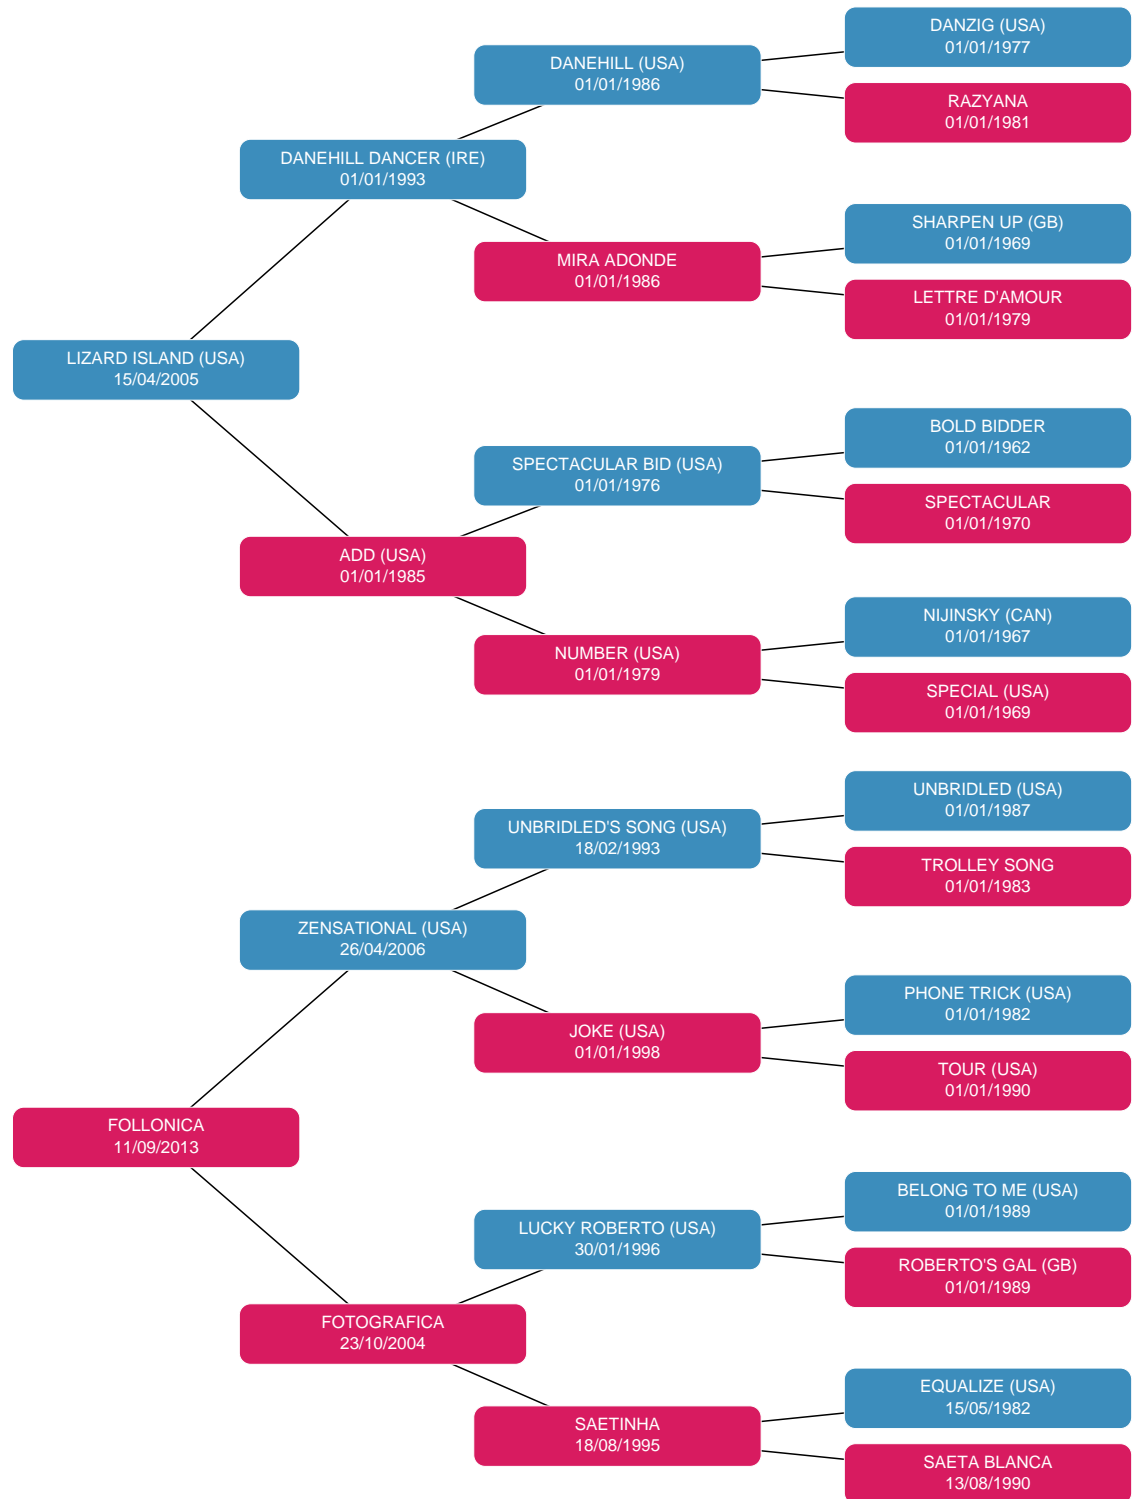 DANZIG (USA)
01/01/1977
DANEHILL (USA)
01/01/1986
RAZYANA
01/01/1981
DANEHILL DANCER (IRE)
01/01/1993
SHARPEN UP (GB)
01/01/1969
MIRA ADONDE
01/01/1986
LETTRE D'AMOUR
01/01/1979
LIZARD ISLAND (USA)
15/04/2005
BOLD BIDDER
01/01/1962
SPECTACULAR BID (USA)
01/01/1976
SPECTACULAR
01/01/1970
ADD (USA)
01/01/1985
NIJINSKY (CAN)
01/01/1967
NUMBER (USA)
01/01/1979
SPECIAL (USA)
01/01/1969
UNBRIDLED (USA)
01/01/1987
UNBRIDLED'S SONG (USA)
18/02/1993
TROLLEY SONG
01/01/1983
ZENSATIONAL (USA)
26/04/2006
PHONE TRICK (USA)
01/01/1982
JOKE (USA)
01/01/1998
TOUR (USA)
01/01/1990
FOLLONICA
11/09/2013
BELONG TO ME (USA)
01/01/1989
LUCKY ROBERTO (USA)
30/01/1996
ROBERTO'S GAL (GB)
01/01/1989
FOTOGRAFICA
23/10/2004
EQUALIZE (USA)
15/05/1982
SAETINHA
18/08/1995
SAETA BLANCA
13/08/1990